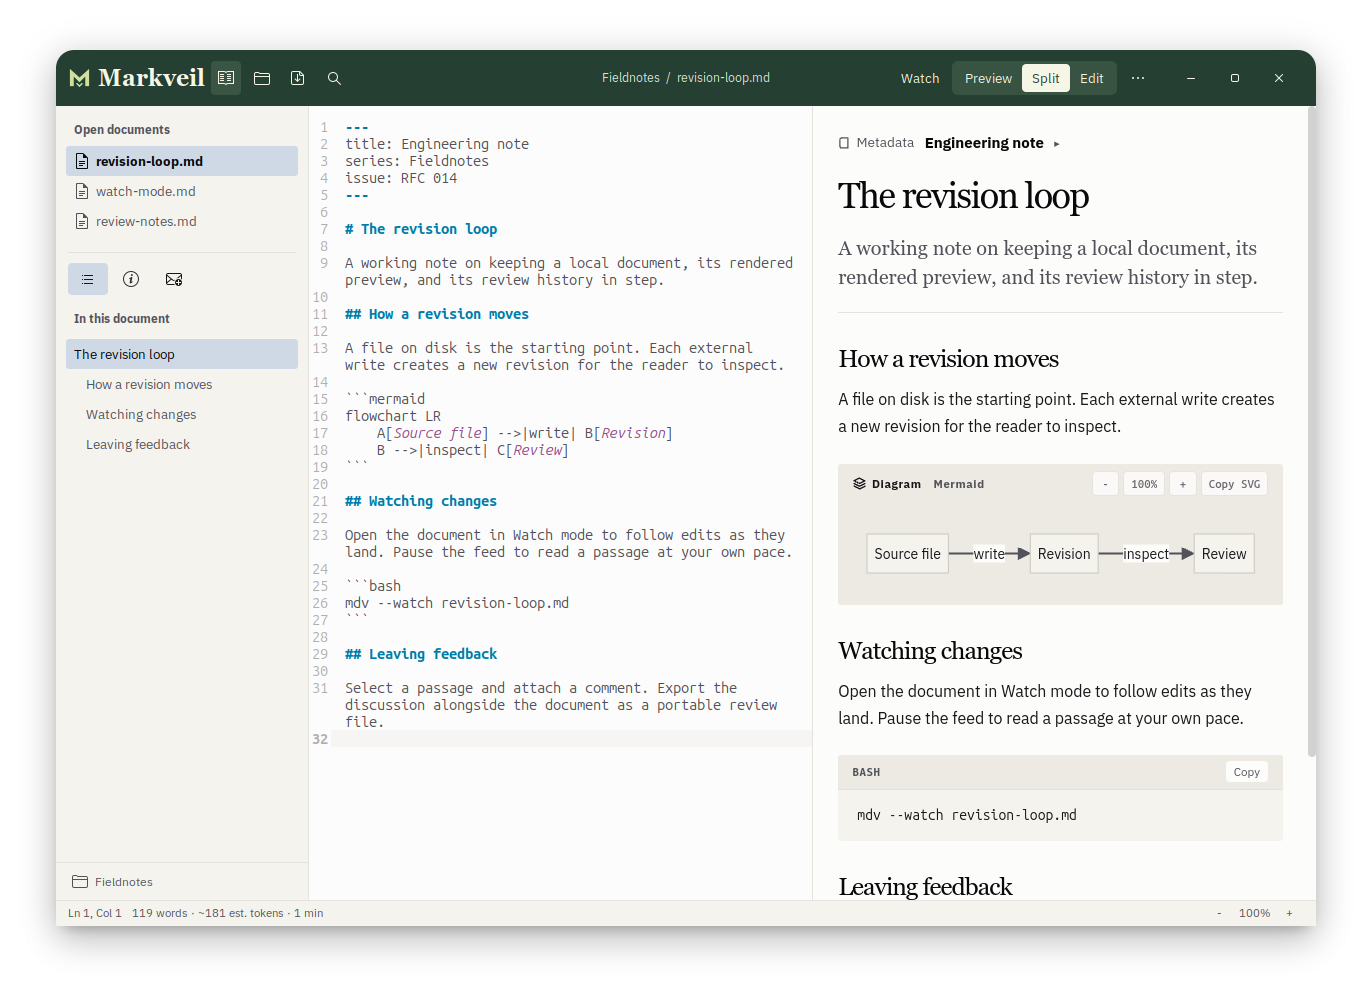 Markveil
Fieldnotes / revision-loop.md
Watch
Preview
Split
Edit
Open documents
revision-loop.md
watch-mode.md
review-notes.md
In this document
The revision loop
How a revision moves
Watching changes
Leaving feedback
Fieldnotes
1 ---
2 title: Engineering note
3 series: Fieldnotes
4 issue: RFC 014
5 ---
6
7 # The revision loop
8
9 A working note on keeping a local document, its rendered
preview, and its review history in step.
10
11 ## How a revision moves
12
13 A file on disk is the starting point. Each external
write creates a new revision for the reader to inspect.
14
15 ```mermaid
16 flowchart LR
17     A[Source file] -->|write| B[Revision]
18     B -->|inspect| C[Review]
19 ```
20
21 ## Watching changes
22
23 Open the document in Watch mode to follow edits as they
land. Pause the feed to read a passage at your own pace.
24
25 ```bash
26 mdv --watch revision-loop.md
27 ```
28
29 ## Leaving feedback
30
31 Select a passage and attach a comment. Export the
discussion alongside the document as a portable review
file.
32
Metadata Engineering note
The revision loop
A working note on keeping a local document, its
rendered preview, and its review history in step.
How a revision moves
A file on disk is the starting point. Each external write creates
a new revision for the reader to inspect.
Diagram Mermaid - 100% + Copy SVG
Source file write Revision inspect Review
Watching changes
Open the document in Watch mode to follow edits as they
land. Pause the feed to read a passage at your own pace.
BASH Copy
mdv --watch revision-loop.md
Leaving feedback
Ln 1, Col 1 119 words · ~181 est. tokens · 1 min
- 100% +